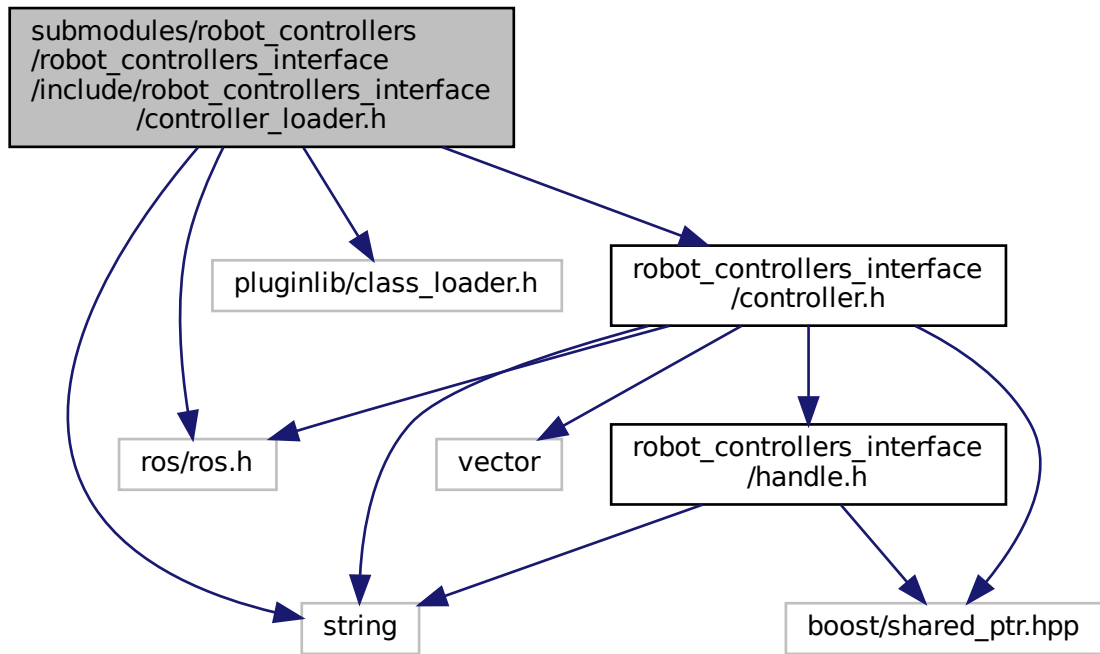 submodules/robot_controllers
/robot_controllers_interface
/include/robot_controllers_interface
/controller_loader.h
pluginlib/class_loader.h
robot_controllers_interface
/controller.h
ros/ros.h
vector
robot_controllers_interface
/handle.h
string
boost/shared_ptr.hpp